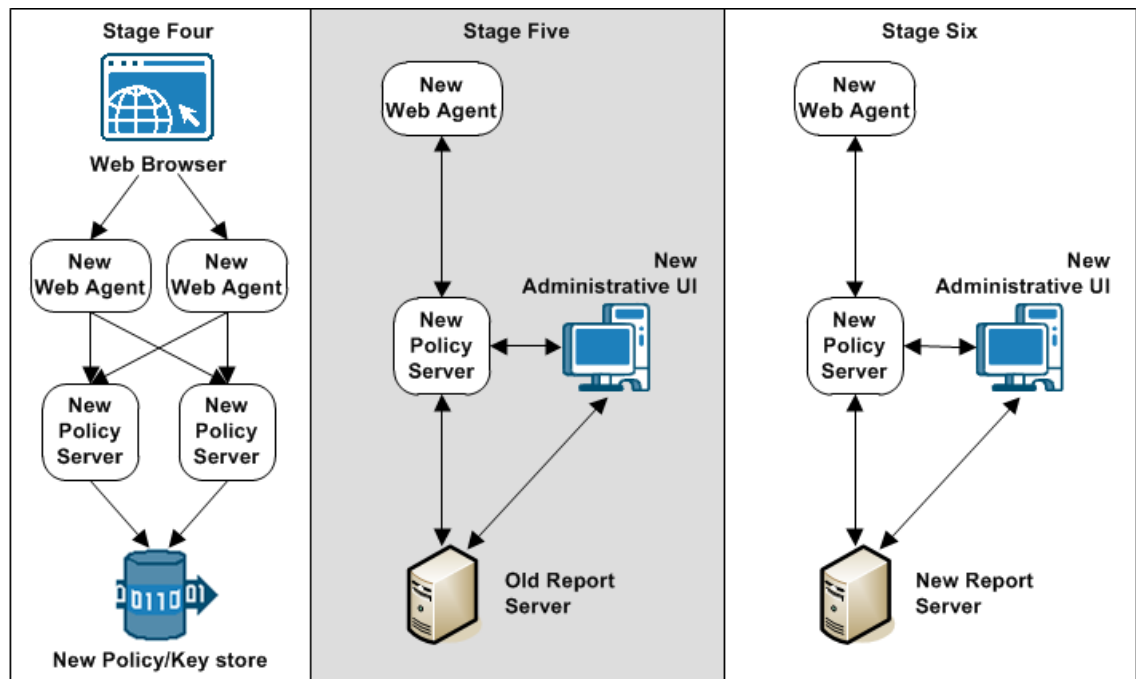 Stage Four
Web Browser
New
Web Agent
New
Web Agent
New
Policy
Server
New
Policy
Server
0110 01
New Policy/Key store
Stage Five
New
Web Agent
New
Administrative UI
New
Policy
Server
Old Report
Server
Stage Six
New
Web Agent
New
Administrative UI
New
Policy
Server
New Report
Server